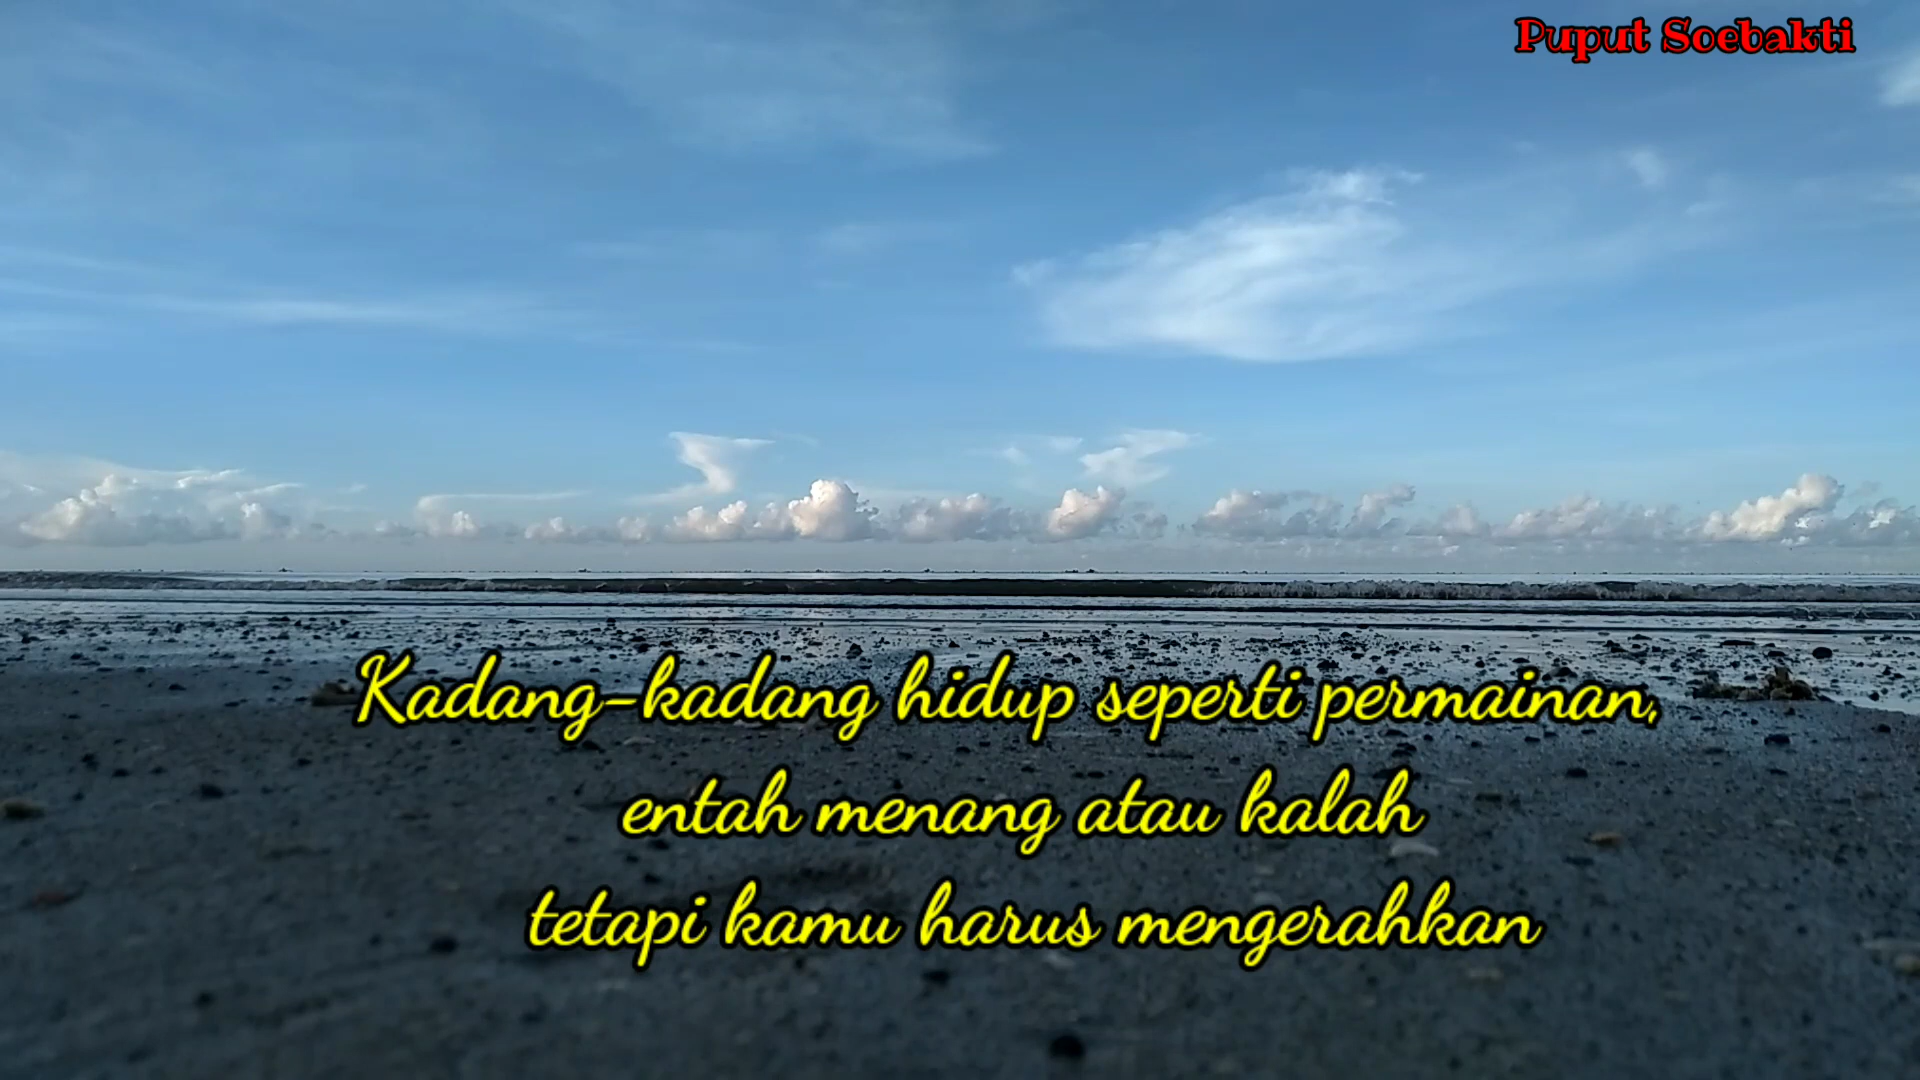 Puput Soebakti
Kadang-kadang hidup seperti permainan,
entah menang atau kalah
tetapi kamu harus mengerahkan